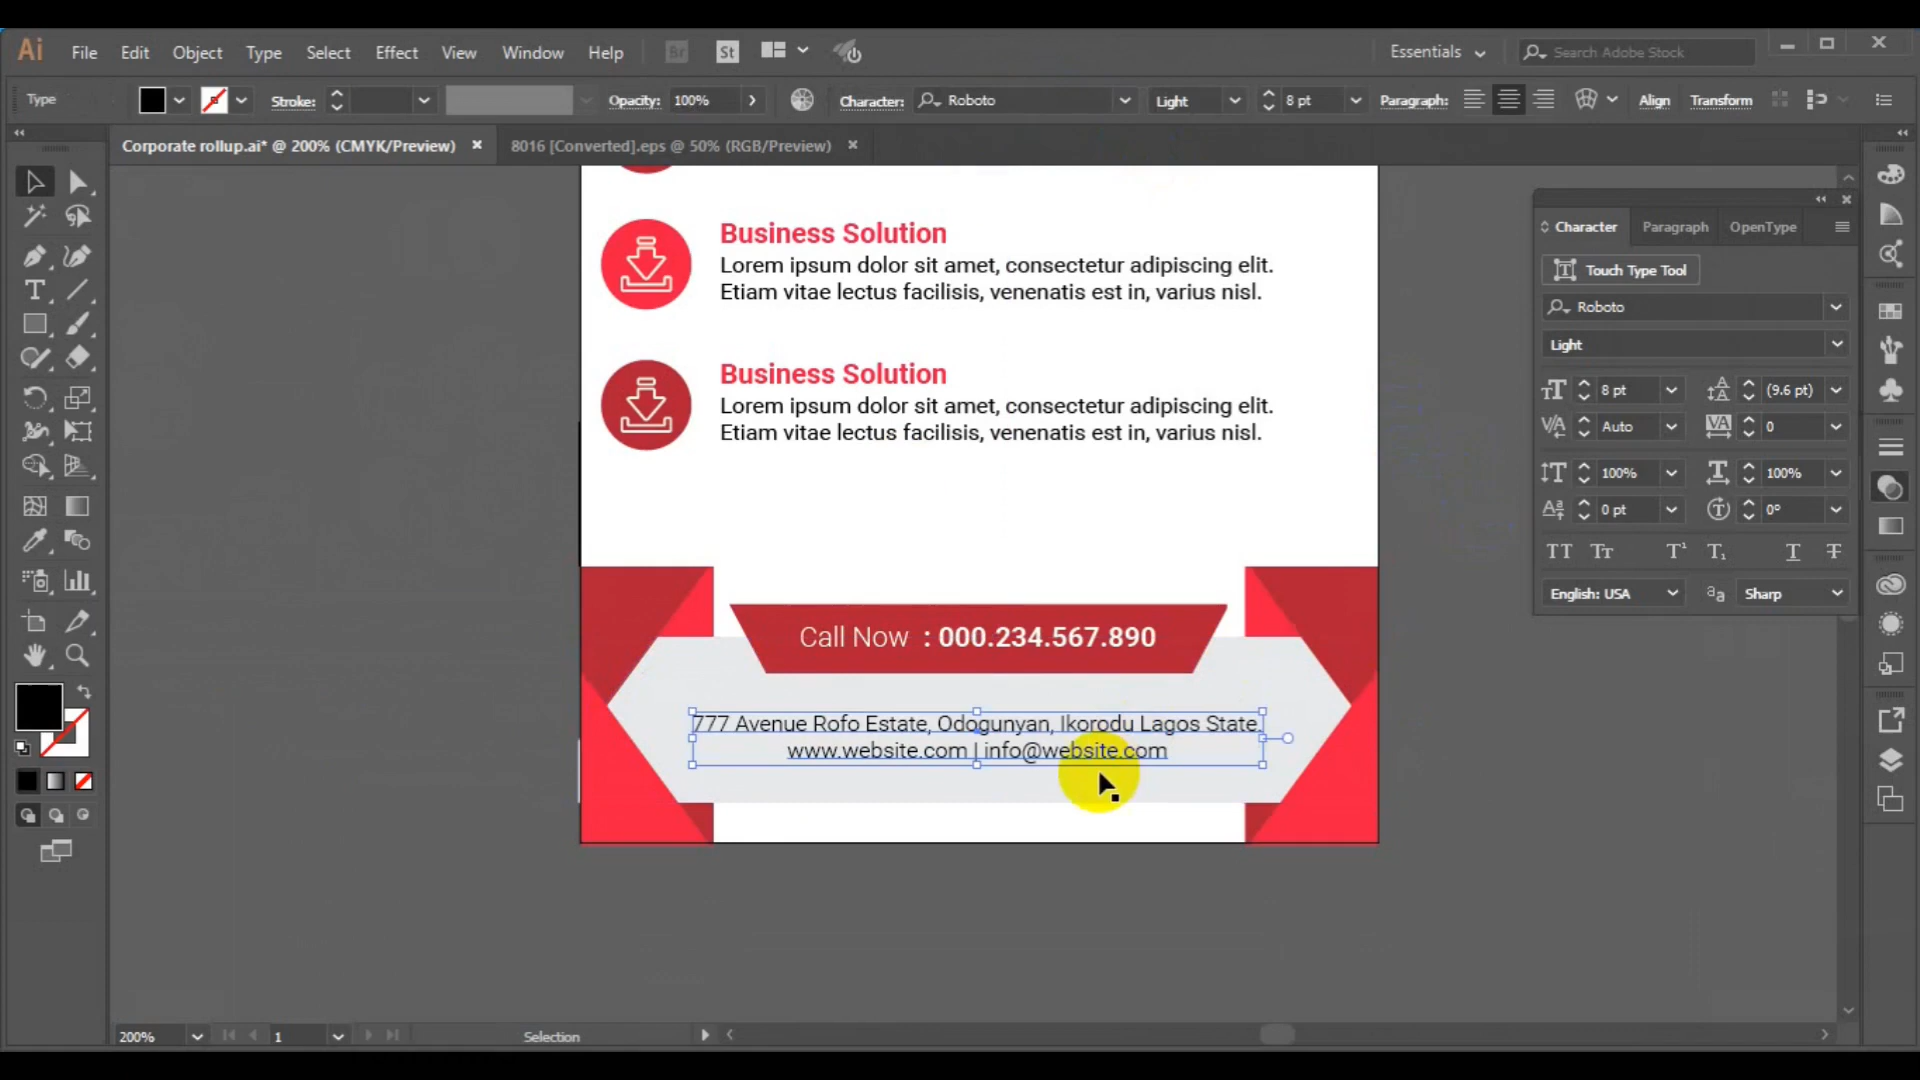 Ai File Edit Object Type Select Effect View Window Help Br St Essentials Search Adobe Stock
Type Stroke: Opacity: 100% Character: Roboto Light 8 pt Paragraph: Align Transform
Corporate rollup.ai* @ 200% (CMYK/Preview) 8016 [Converted].eps @ 50% (RGB/Preview)
Business Solution
Lorem ipsum dolor sit amet, consectetur adipiscing elit.
Etiam vitae lectus facilisis, venenatis est in, varius nisl.
Business Solution
Lorem ipsum dolor sit amet, consectetur adipiscing elit.
Etiam vitae lectus facilisis, venenatis est in, varius nisl.
Call Now : 000.234.567.890
777 Avenue Rofo Estate, Odogunyan, Ikorodu Lagos State.
www.website.com | info@website.com
Character Paragraph OpenType
Touch Type Tool
Roboto
Light
8 pt (9.6 pt)
Auto 0
100% 100%
0 pt 0°
English: USA Sharp
200% 1 Selection